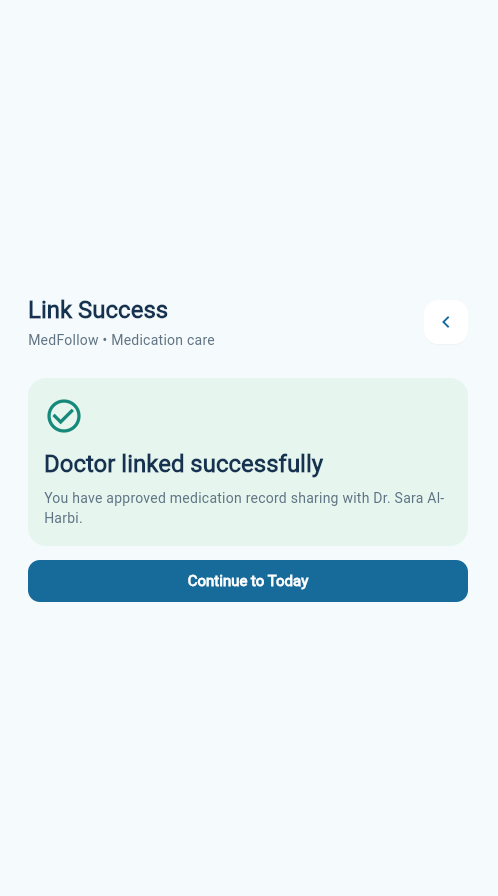 Link Success
MedFollow • Medication care
Doctor linked successfully
You have approved medication record sharing with Dr. Sara Al-
Harbi.
Continue to Today